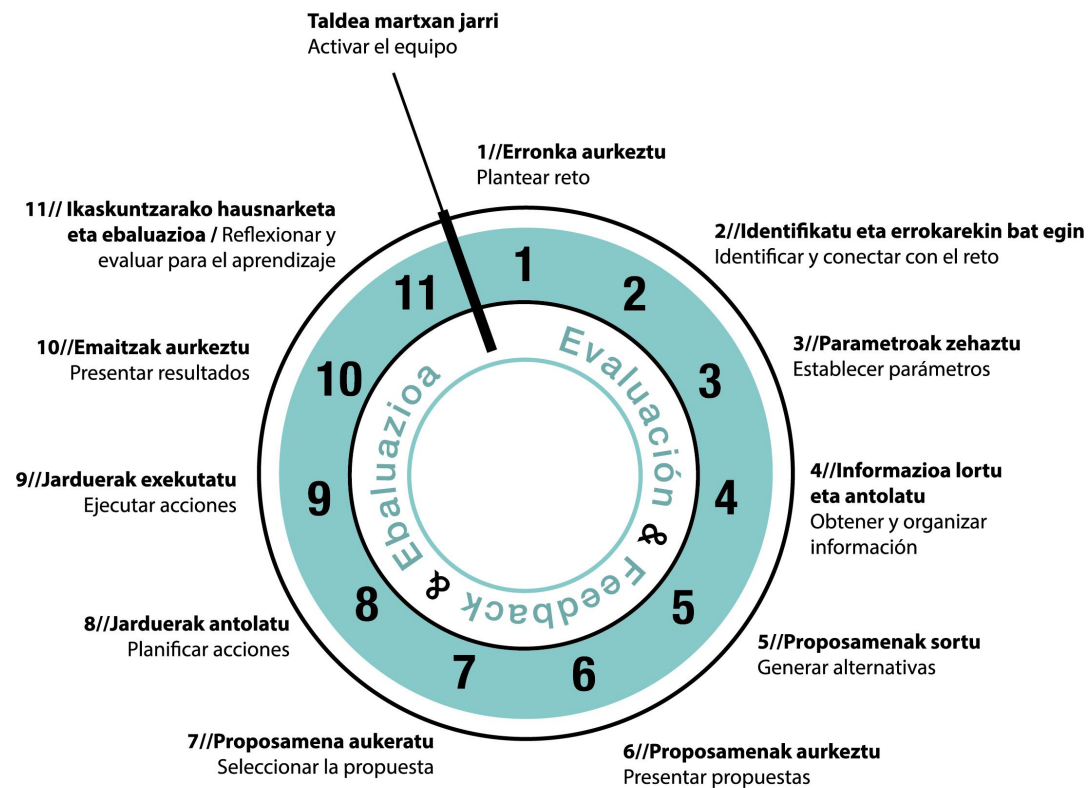 Taldea martxan jarri
Activar el equipo
1//Erronka aurkeztu
Plantear reto
2//Identifikatu eta errokarekin bat egin
Identificar y conectar con el reto
3//Parametroak zehaztu
Establecer parámetros
4//Informazioa lortu
eta antolatu
Obtener y organizar
información
5//Proposamenak sortu
Generar alternativas
6//Proposamenak aurkeztu
Presentar propuestas
7//Proposamena aukeratu
Seleccionar la propuesta
8//Jarduerak antolatu
Planificar acciones
9//Jarduerak exekutatu
Ejecutar acciones
10//Emaitzak aurkeztu
Presentar resultados
11// Ikaskuntzarako hausnarketa
eta ebaluazioa / Reflexionar y
evaluar para el aprendizaje
1
2
3
4
5
6
7
8
9
10
11
Evaluación & Feedback & Ebaluazioa